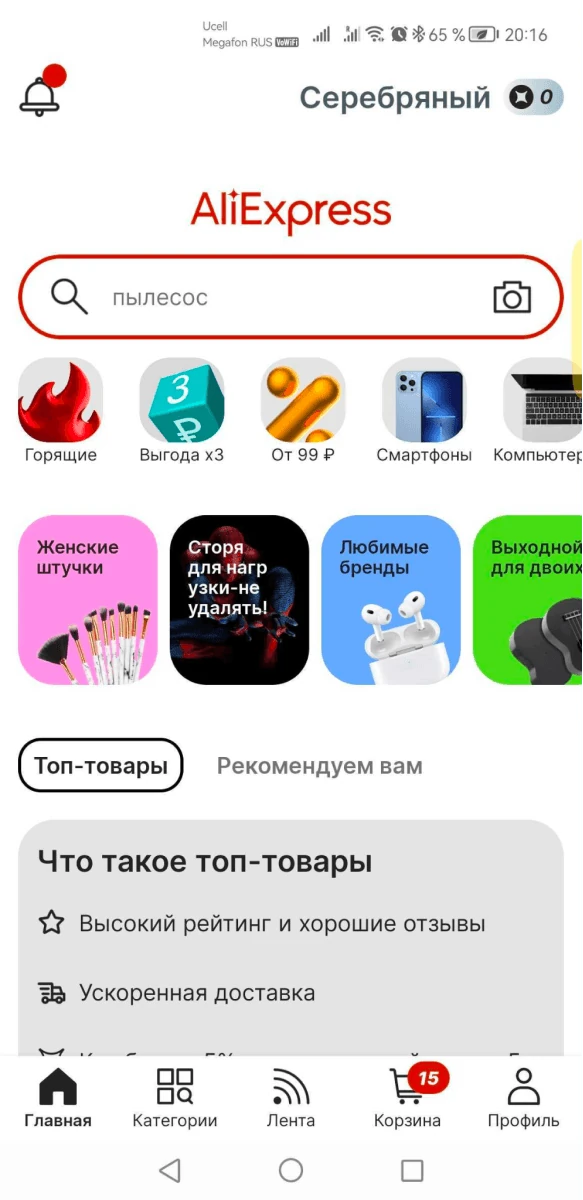 Ucell
Megafon RUS VoWiFi
65 % 20:16
Серебряный 0
AliExpress
пылесос
3
₽
Горящие
Выгода x3
От 99 ₽
Смартфоны
Компьютер
Женские
штучки
Сторя
для нагр
узки-не
удалять!
Любимые
бренды
Выходной
для двоих
Топ-товары
Рекомендуем вам
Что такое топ-товары
Высокий рейтинг и хорошие отзывы
Ускоренная доставка
15
Главная
Категории
Лента
Корзина
Профиль